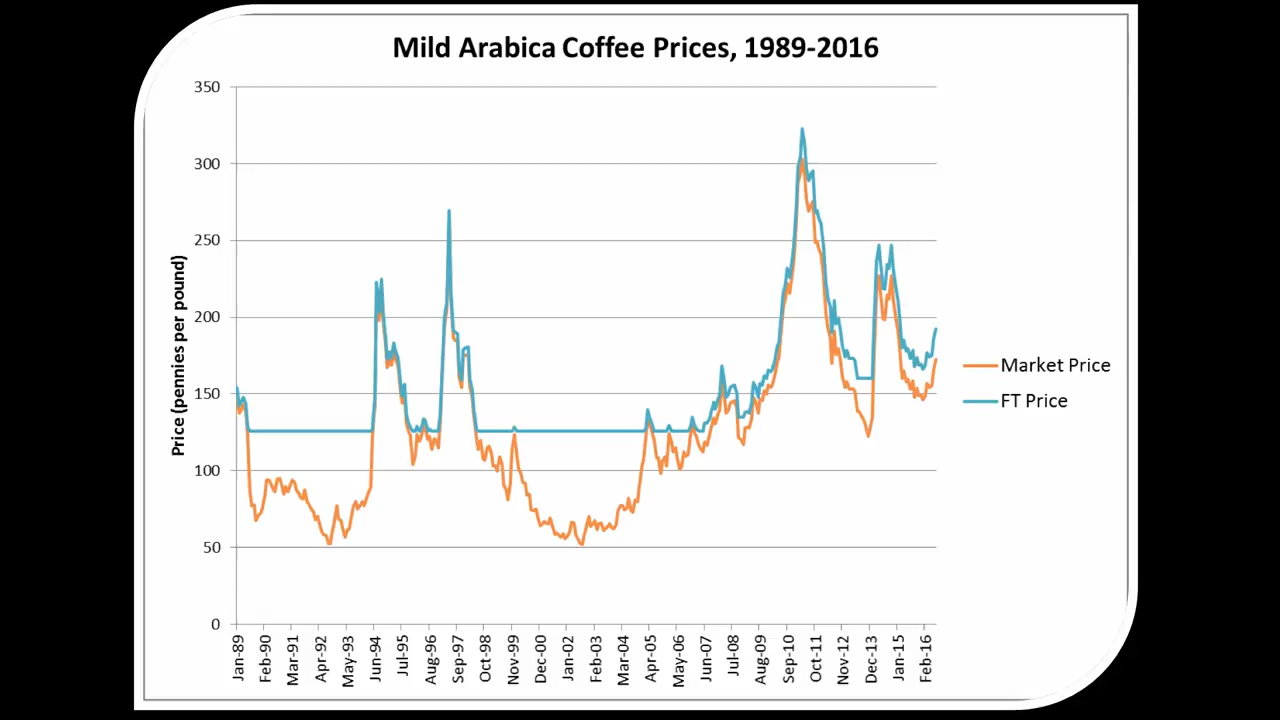 Mild Arabica Coffee Prices, 1989-2016
350
300
250
200
150
100
50
0
Price (pennies per pound)
Jan-89
Feb-90
Mar-91
Apr-92
May-93
Jun-94
Jul-95
Aug-96
Sep-97
Oct-98
Nov-99
Dec-00
Jan-02
Feb-03
Mar-04
Apr-05
May-06
Jun-07
Jul-08
Aug-09
Sep-10
Oct-11
Nov-12
Dec-13
Jan-15
Feb-16
Market Price
FT Price